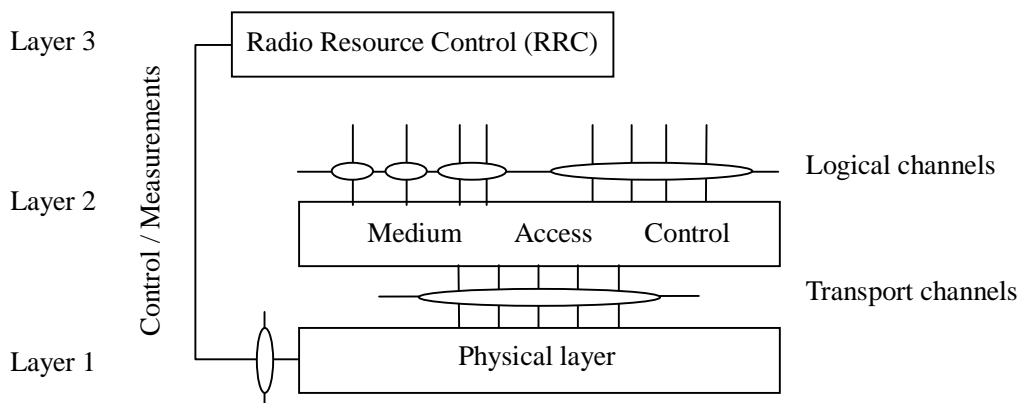 Layer 3
Radio Resource Control (RRC)
Control / Measurements
Logical channels
Layer 2
Medium Access Control
Transport channels
Layer 1
Physical layer